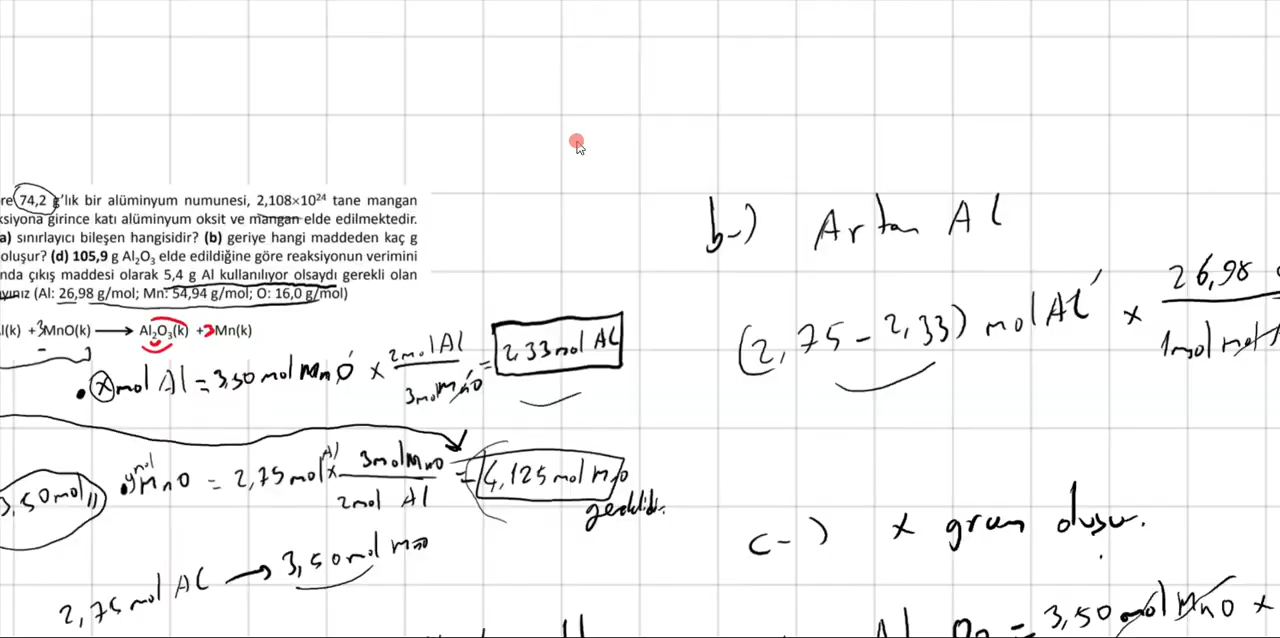 re 74,2 g'lık bir alüminyum numunesi, 2,108×10²⁴ tane mangan
ksiyona girince katı alüminyum oksit ve mangan elde edilmektedir.
a) sınırlayıcı bileşen hangisidir? (b) geriye hangi maddeden kaç g
oluşur? (d) 105,9 g Al₂O₃ elde edildiğine göre reaksiyonun verimini
nda çıkış maddesi olarak 5,4 g Al kullanılıyor olsaydı gerekli olan
yınız (Al: 26,98 g/mol; Mn: 54,94 g/mol; O: 16,0 g/mol)
l(k) +3MnO(k) ⟶ Al₂O₃(k) +3Mn(k)
x mol Al = 3,50 mol MnO × 2 mol Al / 3 mol MnO = 2,33 mol Al
3,50 mol
y mol MnO = 2,75 mol Al × 3 mol MnO / 2 mol Al = 4,125 mol MnO
gereklidir.
2,75 mol Al → 3,50 mol MnO
b-) Artan Al
(2,75 - 2,33) mol Al × 26,98 / 1 mol
c-) x gram oluşur.
= 3,50 mol MnO ×